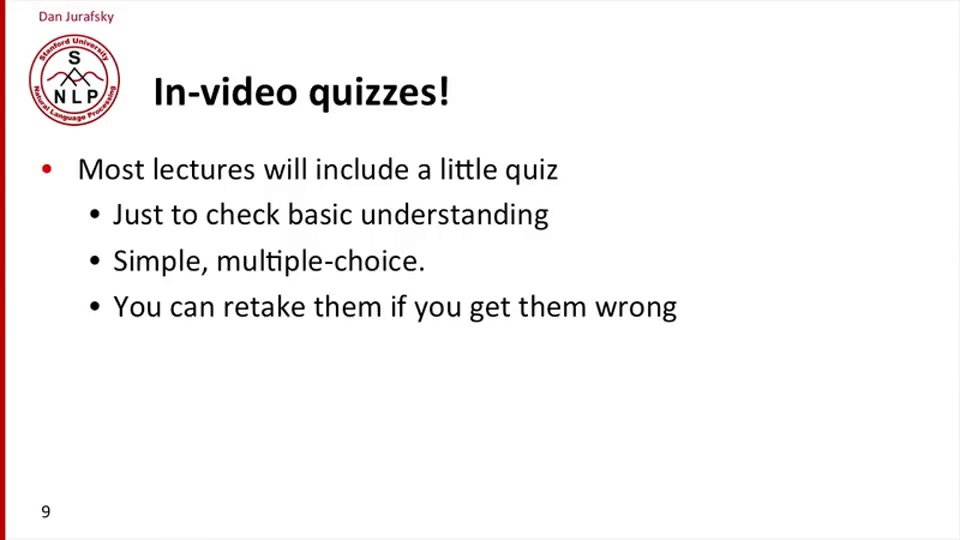 Dan Jurafsky
Stanford University
S
NLP
Natural Language Processing
In-video quizzes!
• Most lectures will include a little quiz
• Just to check basic understanding
• Simple, multiple-choice.
• You can retake them if you get them wrong
9